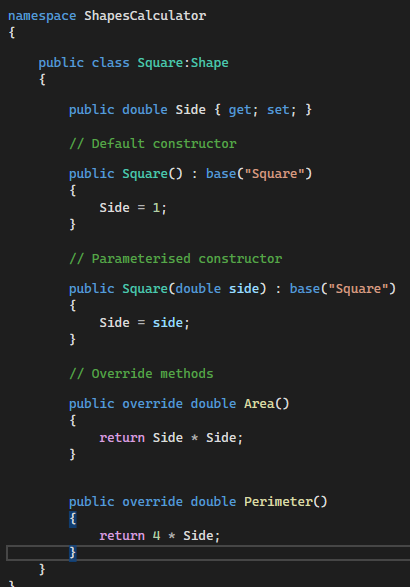 namespace ShapesCalculator
{
public class Square:Shape
{
public double Side { get; set; }
// Default constructor
public Square() : base("Square")
{
Side = 1;
}
// Parameterised constructor
public Square(double side) : base("Square")
{
Side = side;
}
// Override methods
public override double Area()
{
return Side * Side;
}
public override double Perimeter()
{
return 4 * Side;
}
}
}